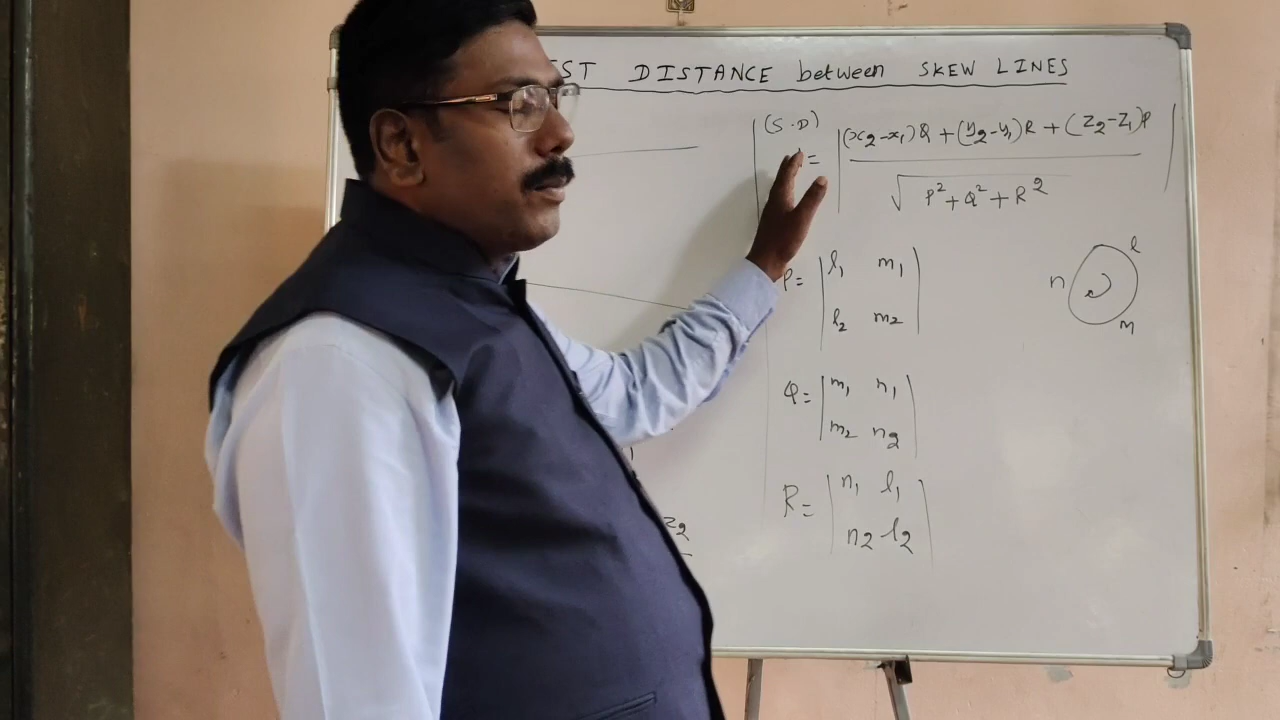 DISTANCE between SKEW LINES
(S.D)
d = |(x₂-x₁)Q + (y₂-y₁)R + (z₂-z₁)P|
√ P² + Q² + R²
P = | l₁ m₁ |
| l₂ m₂ |
l
n
m
Q = | m₁ n₁ |
| m₂ n₂ |
R = | n₁ l₁ |
| n₂ l₂ |
z₂